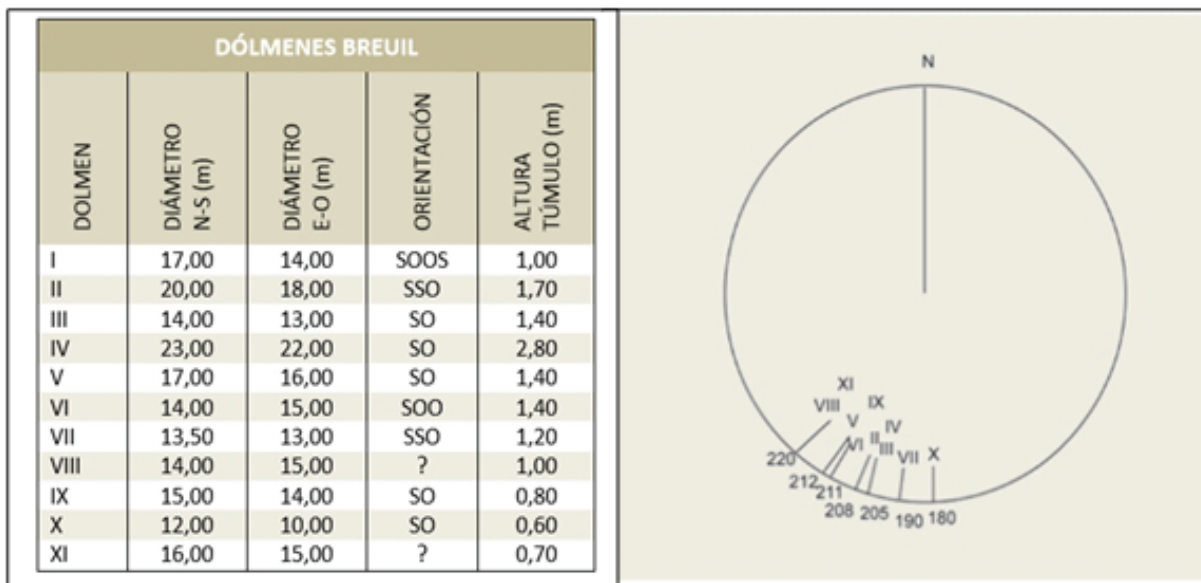 DÓLMENES BREUIL
DOLMEN DIÁMETRO N-S (m) DIÁMETRO E-O (m) ORIENTACIÓN ALTURA TÚMULO (m)
I 17,00 14,00 SOOS 1,00
II 20,00 18,00 SSO 1,70
III 14,00 13,00 SO 1,40
IV 23,00 22,00 SO 2,80
V 17,00 16,00 SO 1,40
VI 14,00 15,00 SOO 1,40
VII 13,50 13,00 SSO 1,20
VIII 14,00 15,00 ? 1,00
IX 15,00 14,00 SO 0,80
X 12,00 10,00 SO 0,60
XI 16,00 15,00 ? 0,70
N
XI
VIII IX
V IV
VI II III VII X
220
212 211
208 205 190 180